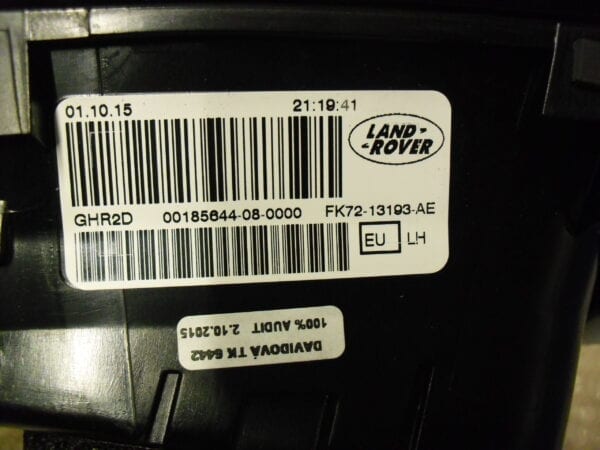 01.10.15 21:19:41
LAND-
-ROVER
GHR2D 00185644-08-0000 FK72-13193-AE
EU LH
DAVIDOVÁ TK 6442
100% AUDIT 2.10.2015